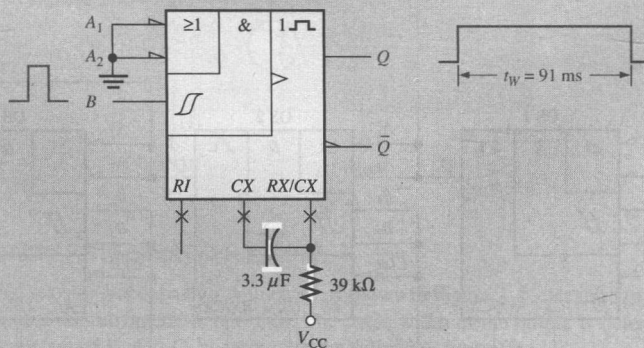 A₁
≥1
&
1
Q
A₂
t_W = 91 ms
B
Q̄
RI
CX
RX/CX
3.3 μF
39 kΩ
V_CC